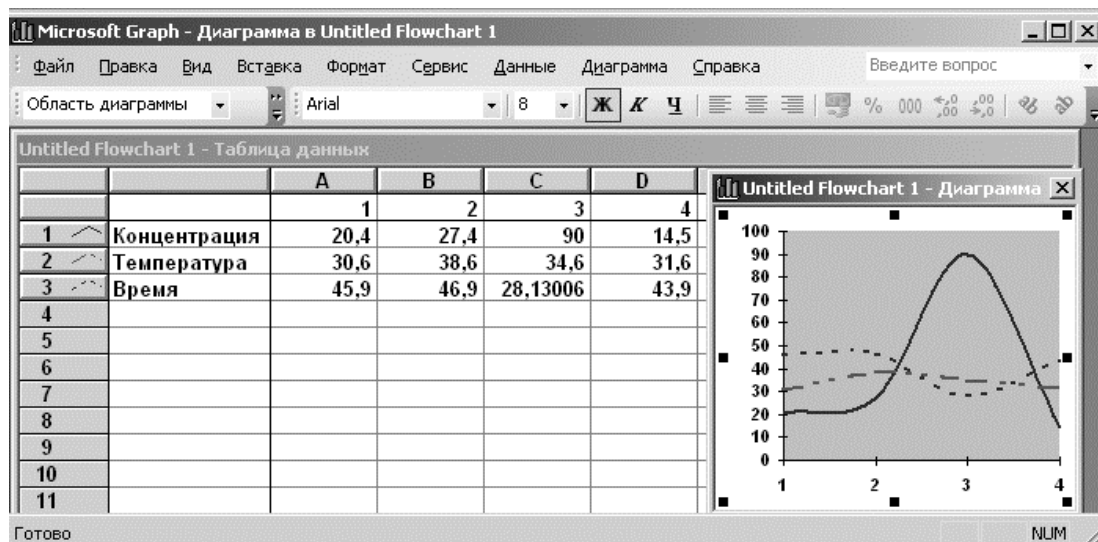 Microsoft Graph - Диаграмма в Untitled Flowchart 1
Файл Правка Вид Вставка Формат Сервис Данные Диаграмма Справка Введите вопрос
Область диаграммы Arial 8 Ж К Ч % 000 ,00 ,0
Untitled Flowchart 1 - Таблица данных
A B C D
1 2 3 4
1 Концентрация 20,4 27,4 90 14,5
2 Температура 30,6 38,6 34,6 31,6
3 Время 45,9 46,9 28,13006 43,9
4
5
6
7
8
9
10
11
Untitled Flowchart 1 - Диаграмма
100
90
80
70
60
50
40
30
20
10
0
1 2 3 4
Готово NUM